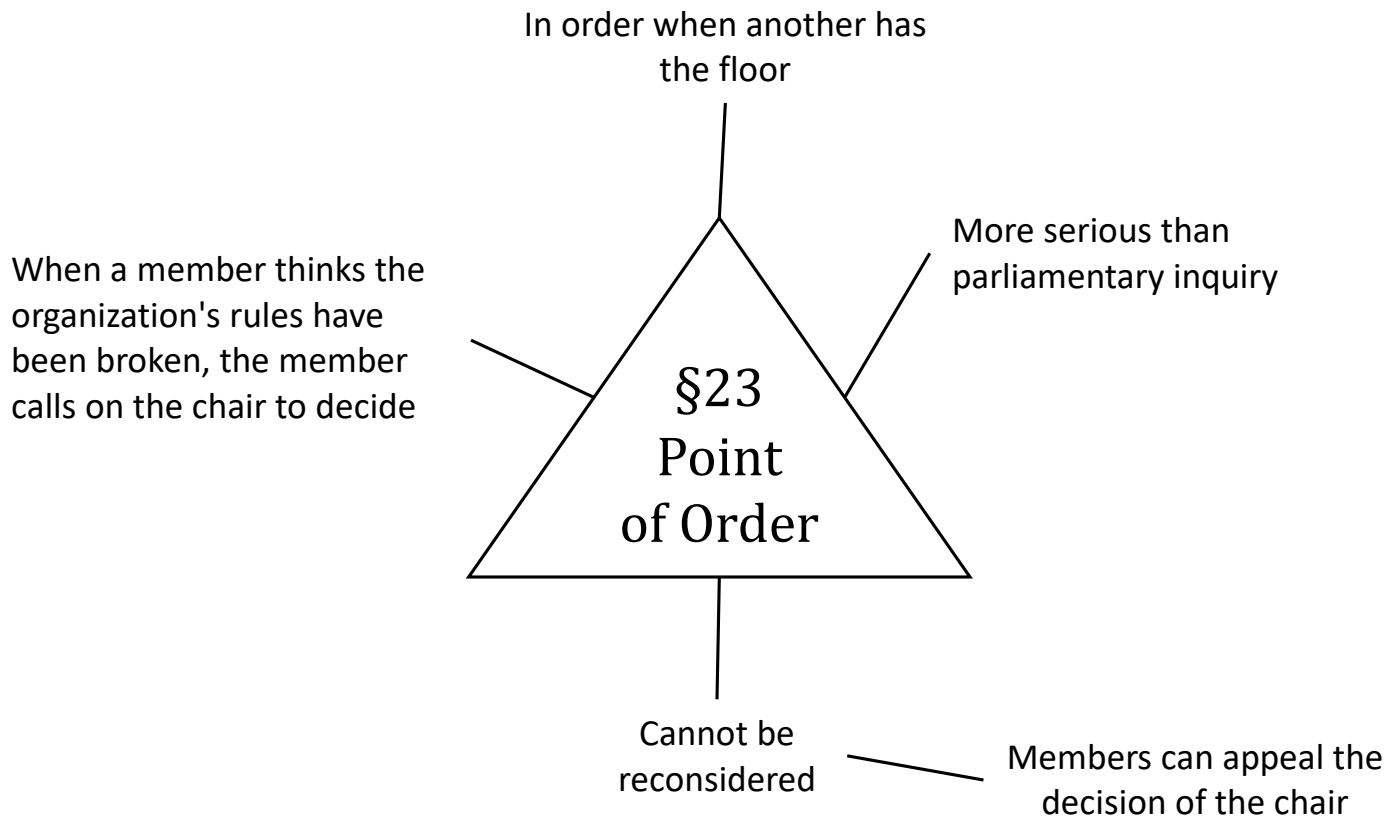 In order when another has
the floor
More serious than
parliamentary inquiry
When a member thinks the
organization's rules have
been broken, the member
calls on the chair to decide
§23
Point
of Order
Cannot be
reconsidered
Members can appeal the
decision of the chair